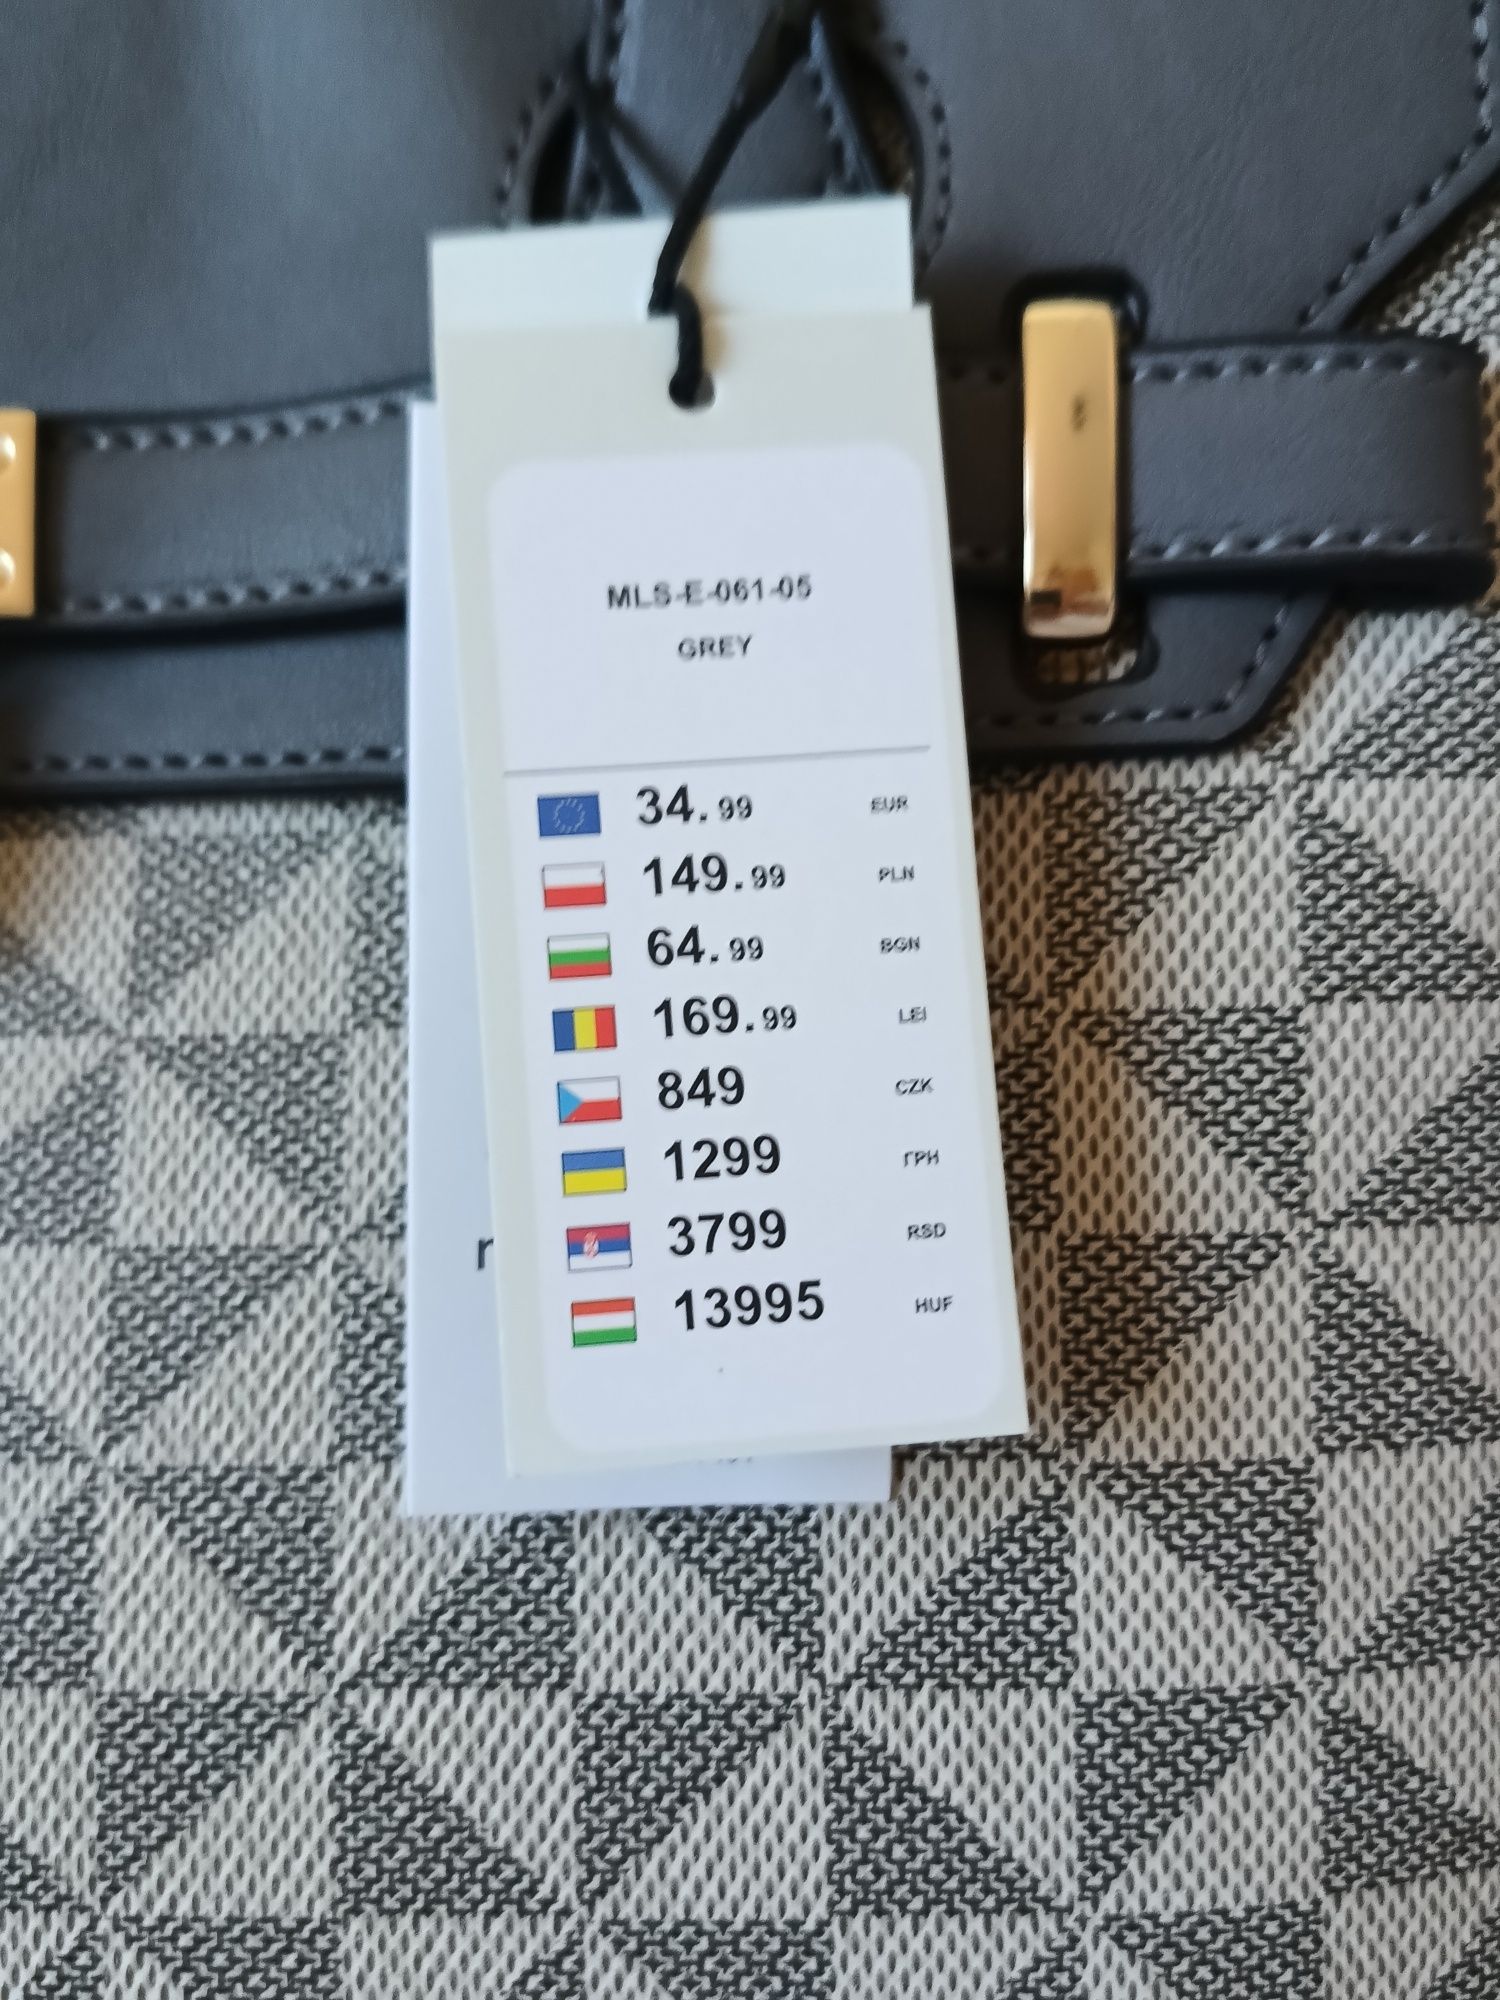 MLS-E-061-05
GREY
34.99 EUR
149.99 PLN
64.99 BGN
169.99 LEI
849 CZK
1299 ГРН
3799 RSD
13995 HUF